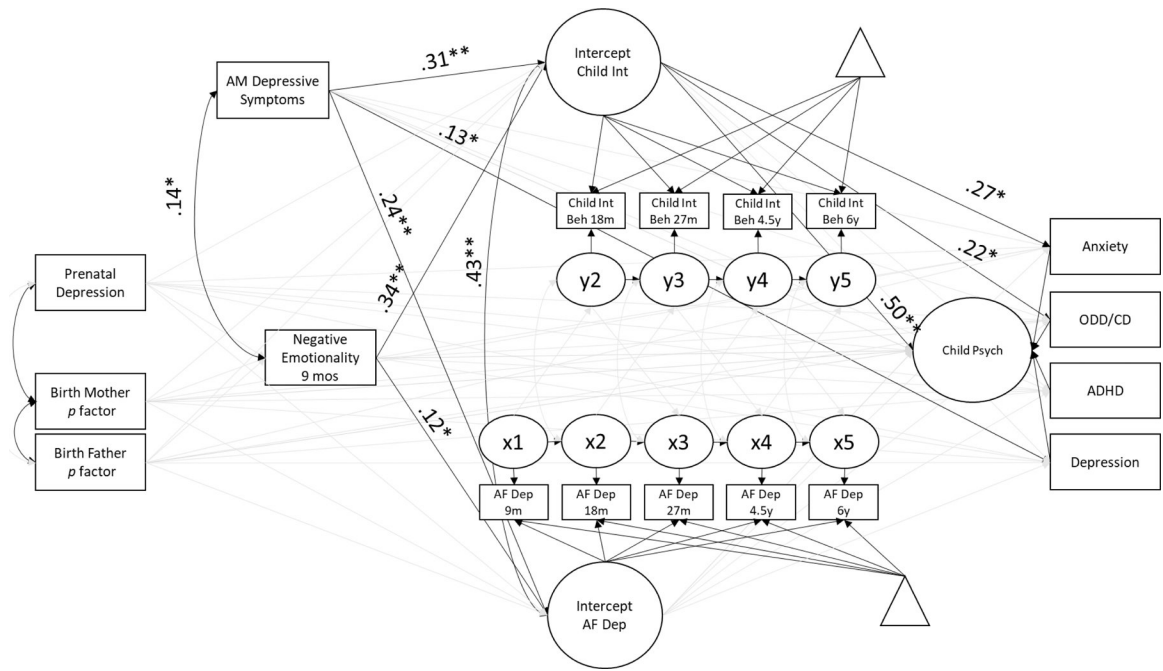 Intercept
Child Int
AM Depressive
Symptoms
.31**
.13*
.14*
.24**
.34**
.43**
.12*
Prenatal
Depression
Negative
Emotionality
9 mos
Birth Mother
p factor
Birth Father
p factor
Child Int
Beh 18m
Child Int
Beh 27m
Child Int
Beh 4.5y
Child Int
Beh 6y
y2
y3
y4
y5
.27*
.22*
.50**
Child Psych
Anxiety
ODD/CD
ADHD
Depression
x1
x2
x3
x4
x5
AF Dep
9m
AF Dep
18m
AF Dep
27m
AF Dep
4.5y
AF Dep
6y
Intercept
AF Dep